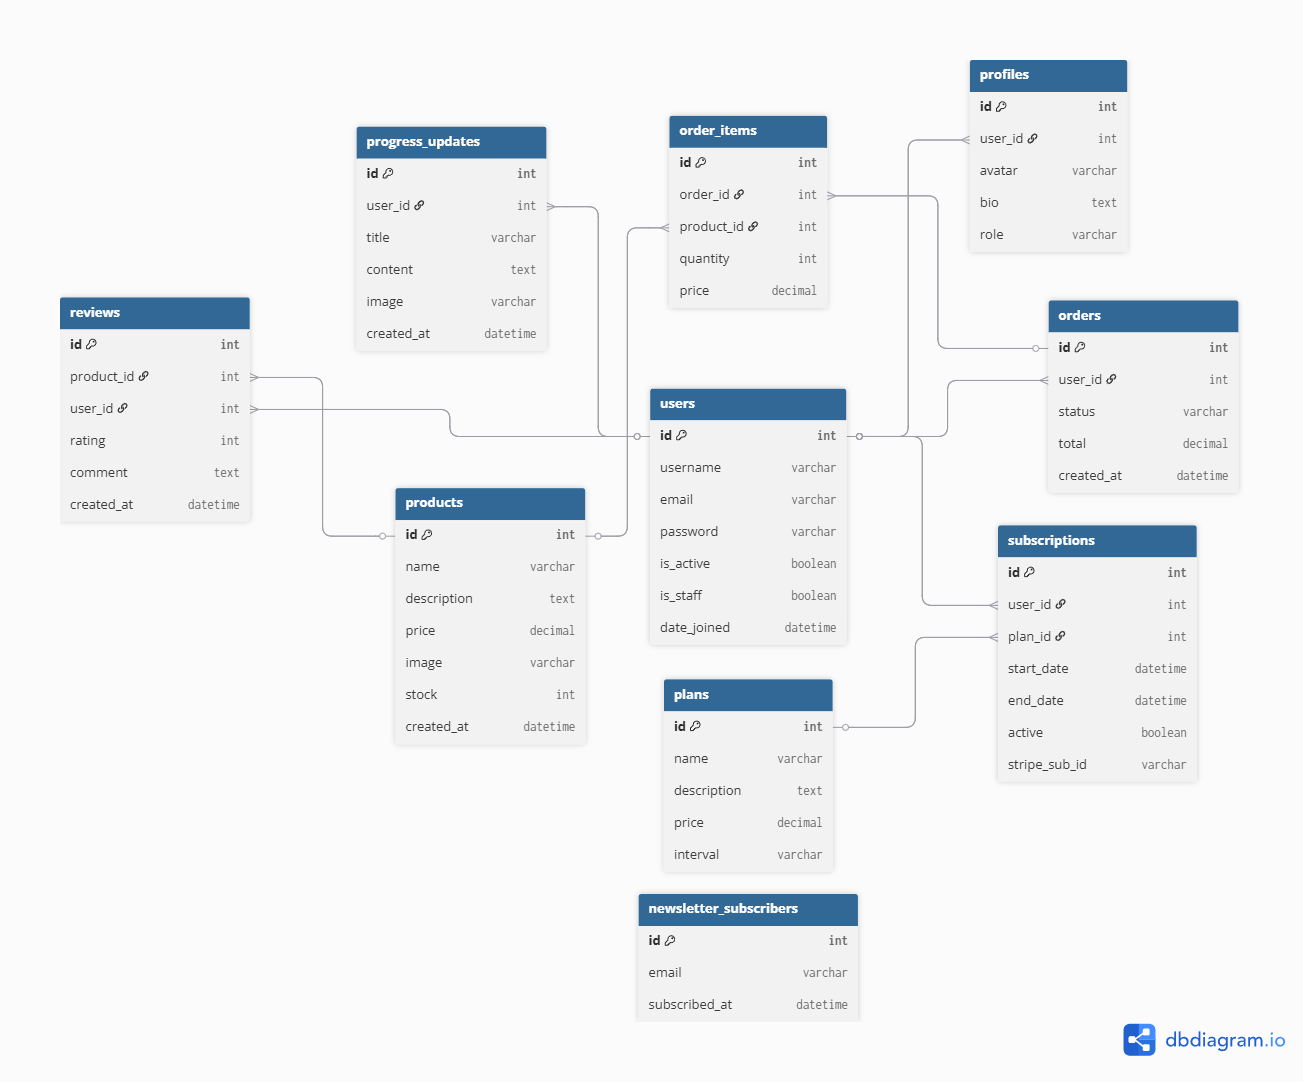 profiles
id int
user_id int
avatar varchar
bio text
role varchar
order_items
id int
order_id int
product_id int
quantity int
price decimal
progress_updates
id int
user_id int
title varchar
content text
image varchar
created_at datetime
reviews
id int
product_id int
user_id int
rating int
comment text
created_at datetime
orders
id int
user_id int
status varchar
total decimal
created_at datetime
users
id int
username varchar
email varchar
password varchar
is_active boolean
is_staff boolean
date_joined datetime
products
id int
name varchar
description text
price decimal
image varchar
stock int
created_at datetime
subscriptions
id int
user_id int
plan_id int
start_date datetime
end_date datetime
active boolean
stripe_sub_id varchar
plans
id int
name varchar
description text
price decimal
interval varchar
newsletter_subscribers
id int
email varchar
subscribed_at datetime
dbdiagram.io